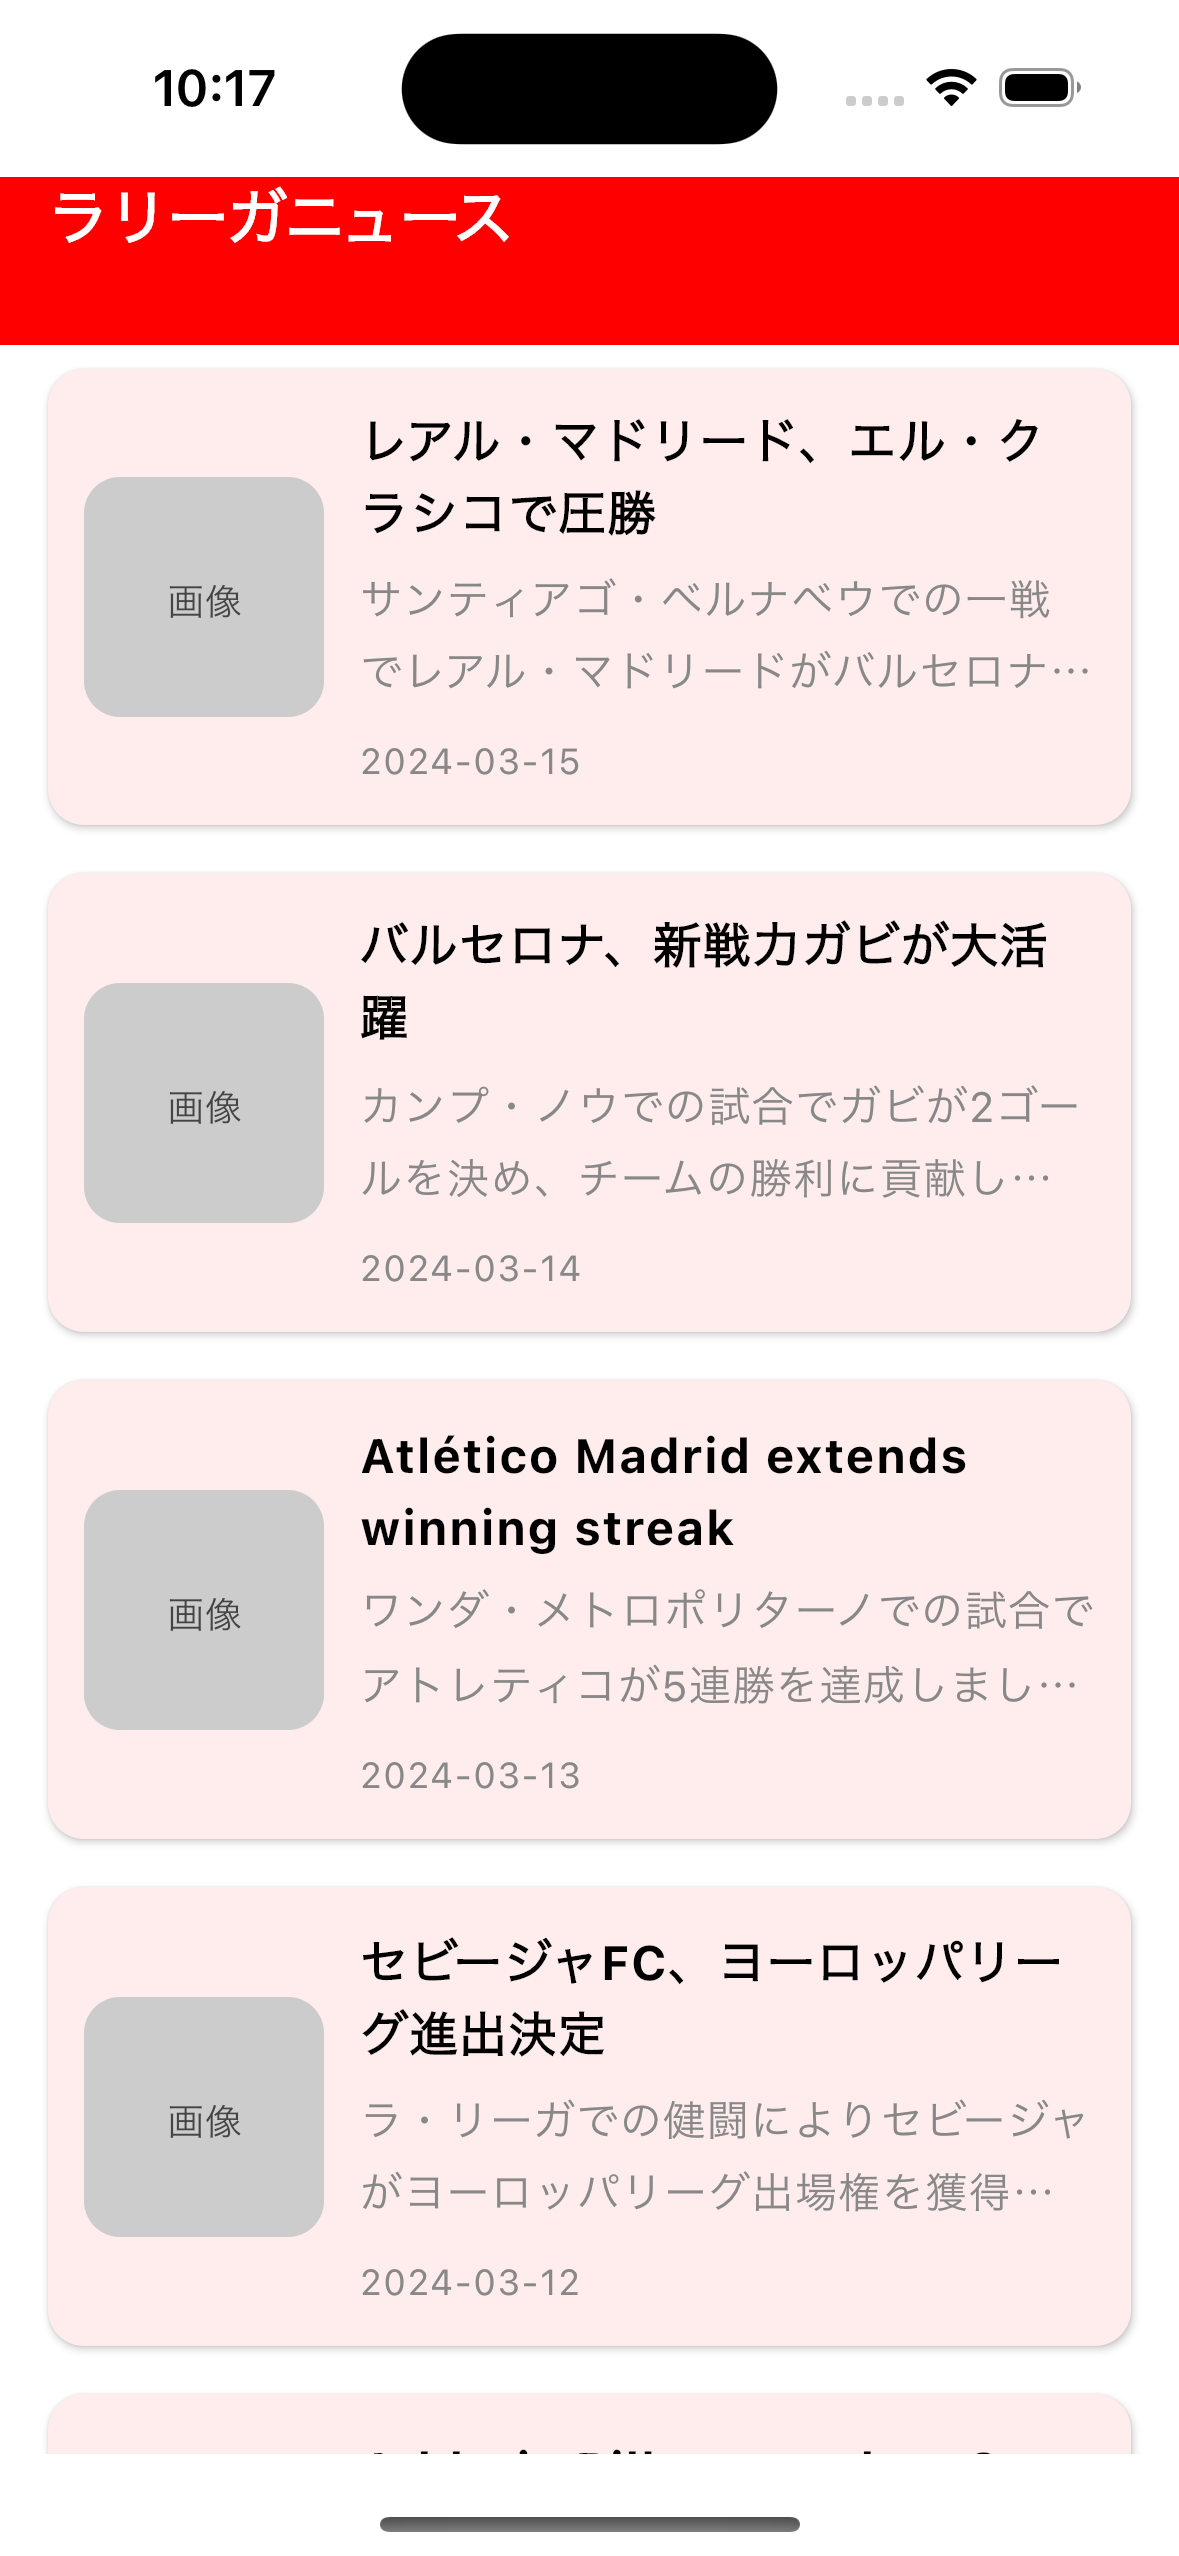 10:17
ラリーガニュース
レアル・マドリード、エル・ク
ラシコで圧勝
画像
サンティアゴ・ベルナベウでの一戦
でレアル・マドリードがバルセロナ…
2024-03-15
バルセロナ、新戦力ガビが大活
躍
画像
カンプ・ノウでの試合でガビが2ゴー
ルを決め、チームの勝利に貢献し…
2024-03-14
Atlético Madrid extends
winning streak
画像
ワンダ・メトロポリターノでの試合で
アトレティコが5連勝を達成しまし…
2024-03-13
セビージャFC、ヨーロッパリー
グ進出決定
画像
ラ・リーガでの健闘によりセビージャ
がヨーロッパリーグ出場権を獲得…
2024-03-12